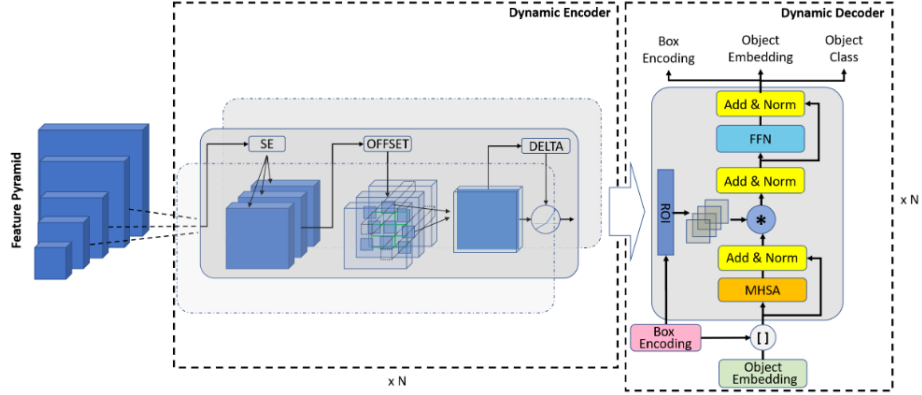 Dynamic Encoder
Dynamic Decoder
Feature Pyramid
SE
OFFSET
DELTA
x N
Box
Encoding
Object
Embedding
Object
Class
Add & Norm
FFN
Add & Norm
ROI
*
Add & Norm
MHSA
Box
Encoding
[ ]
Object
Embedding
x N